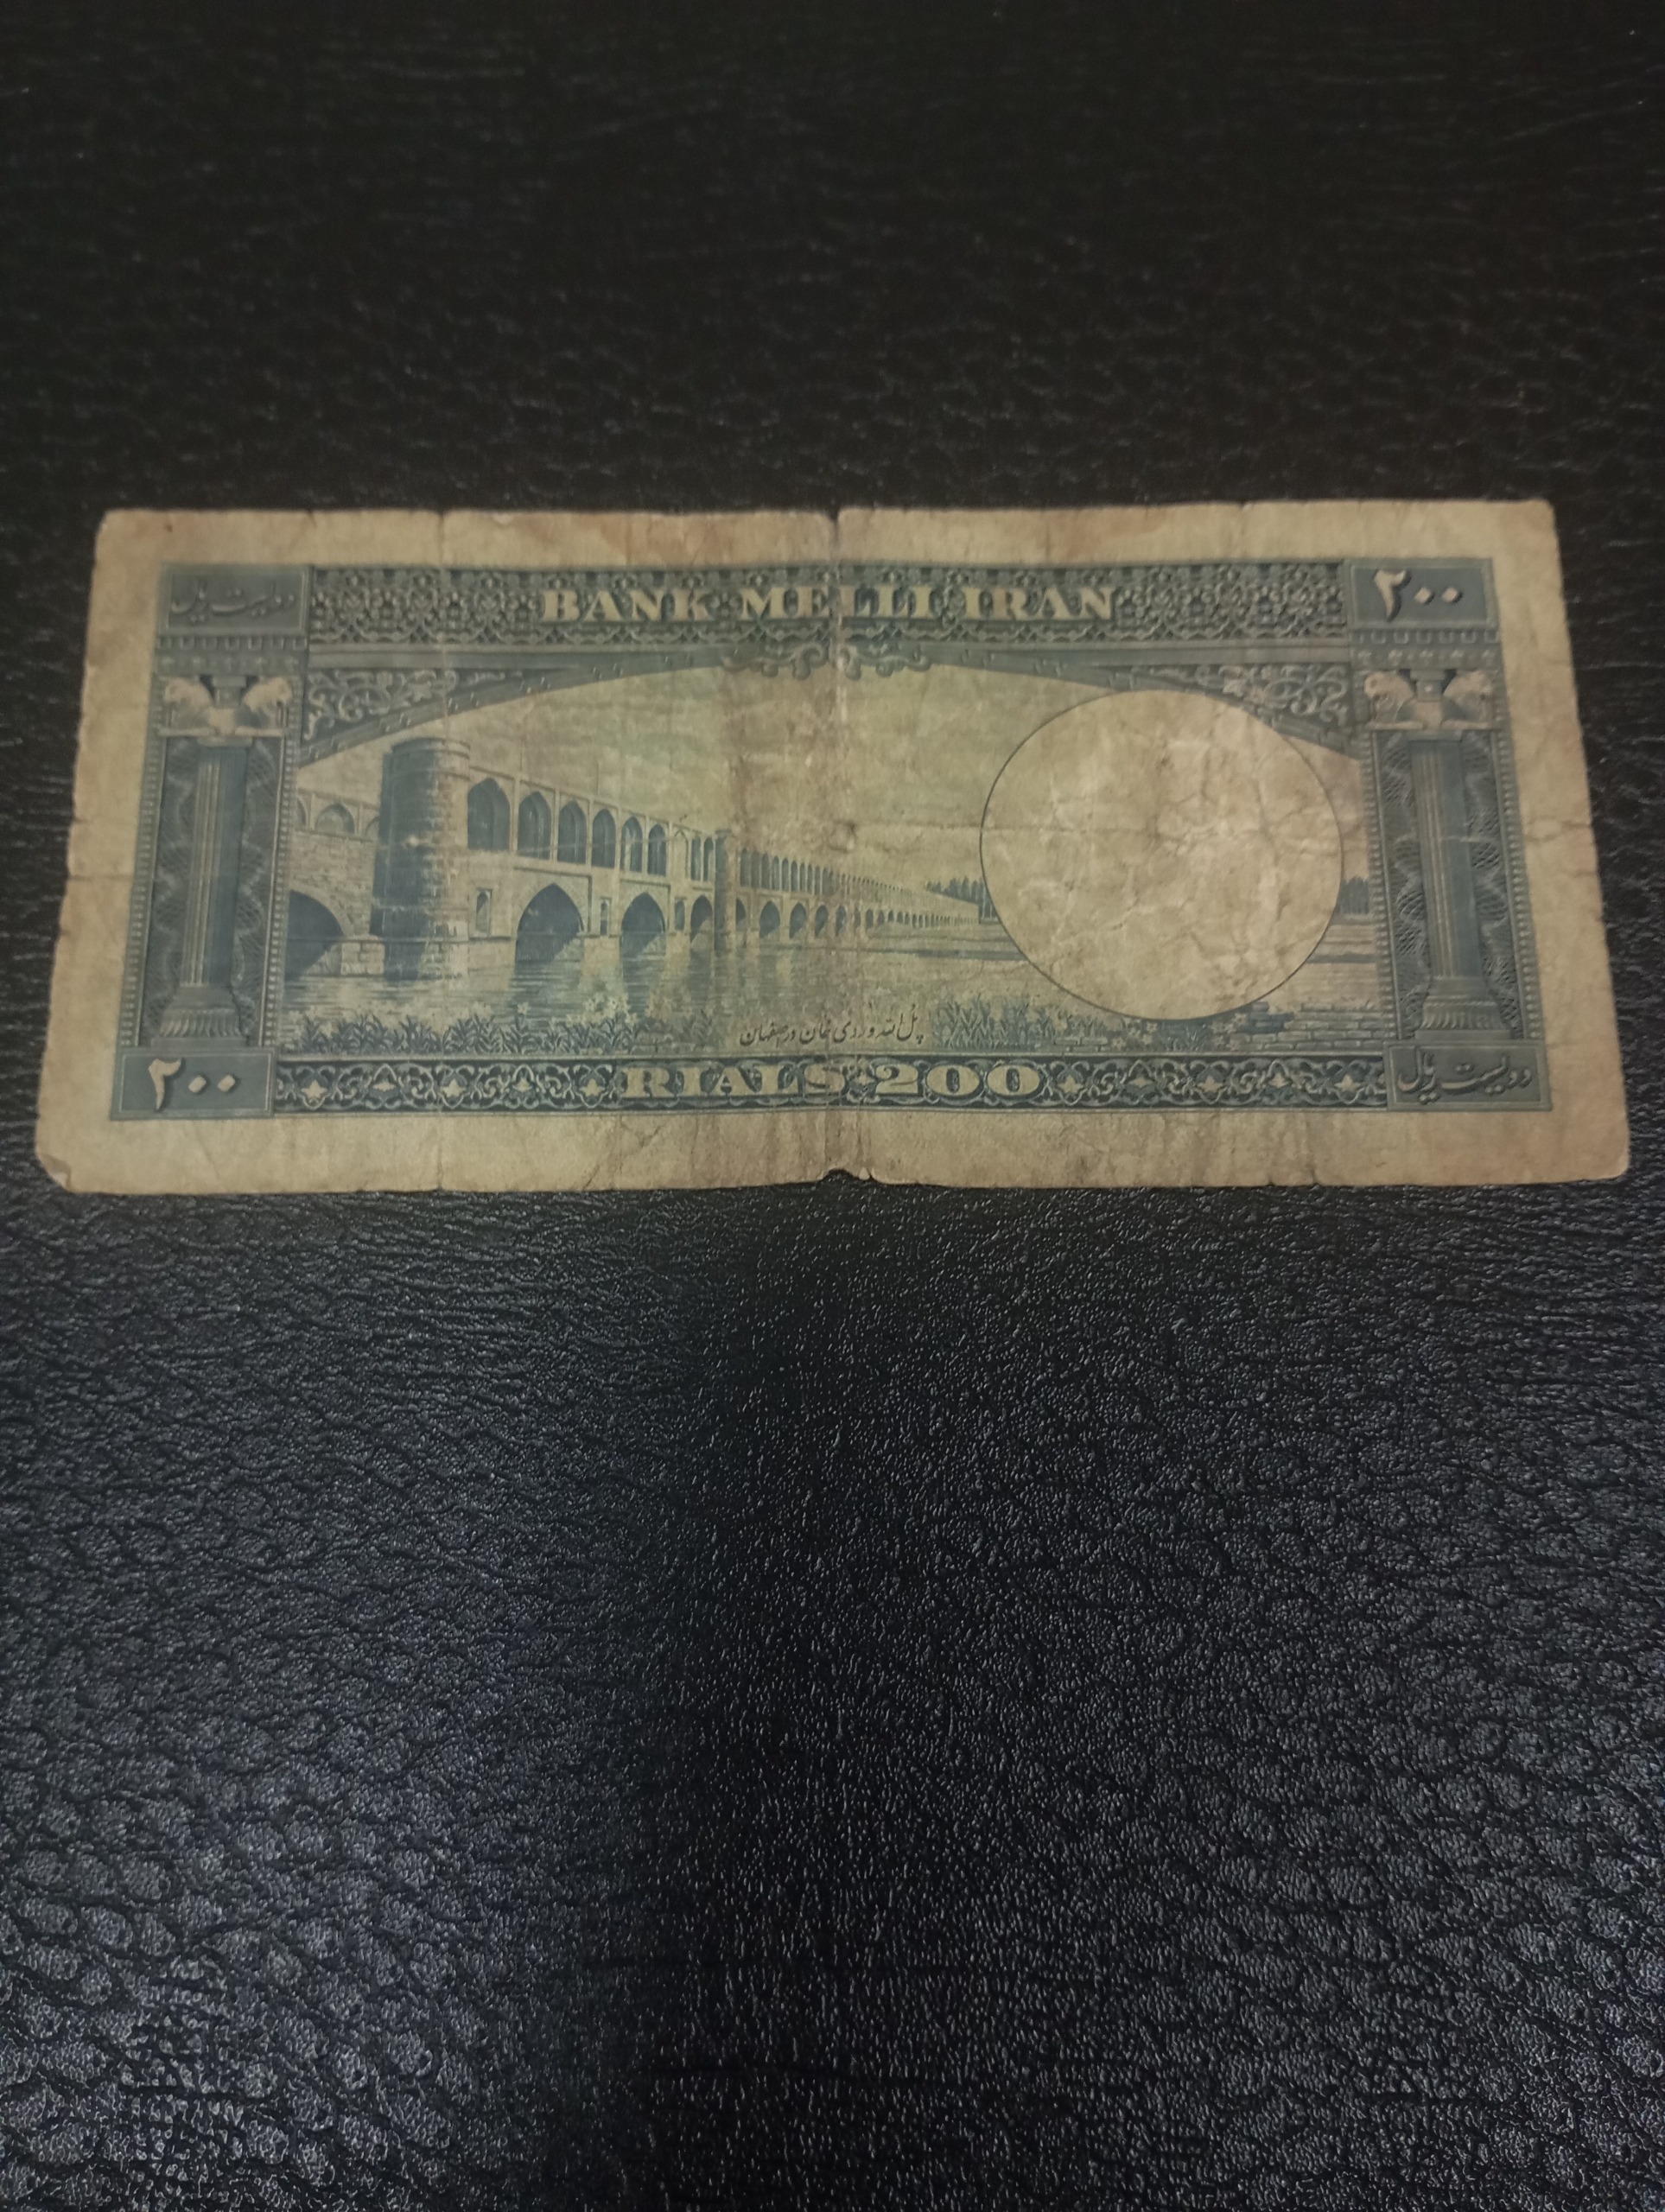 دویست ریال
BANK MELLI IRAN
۲۰۰
پل الله وردی خان در اصفهان
۲۰۰
RIALS 200
دویست ریال